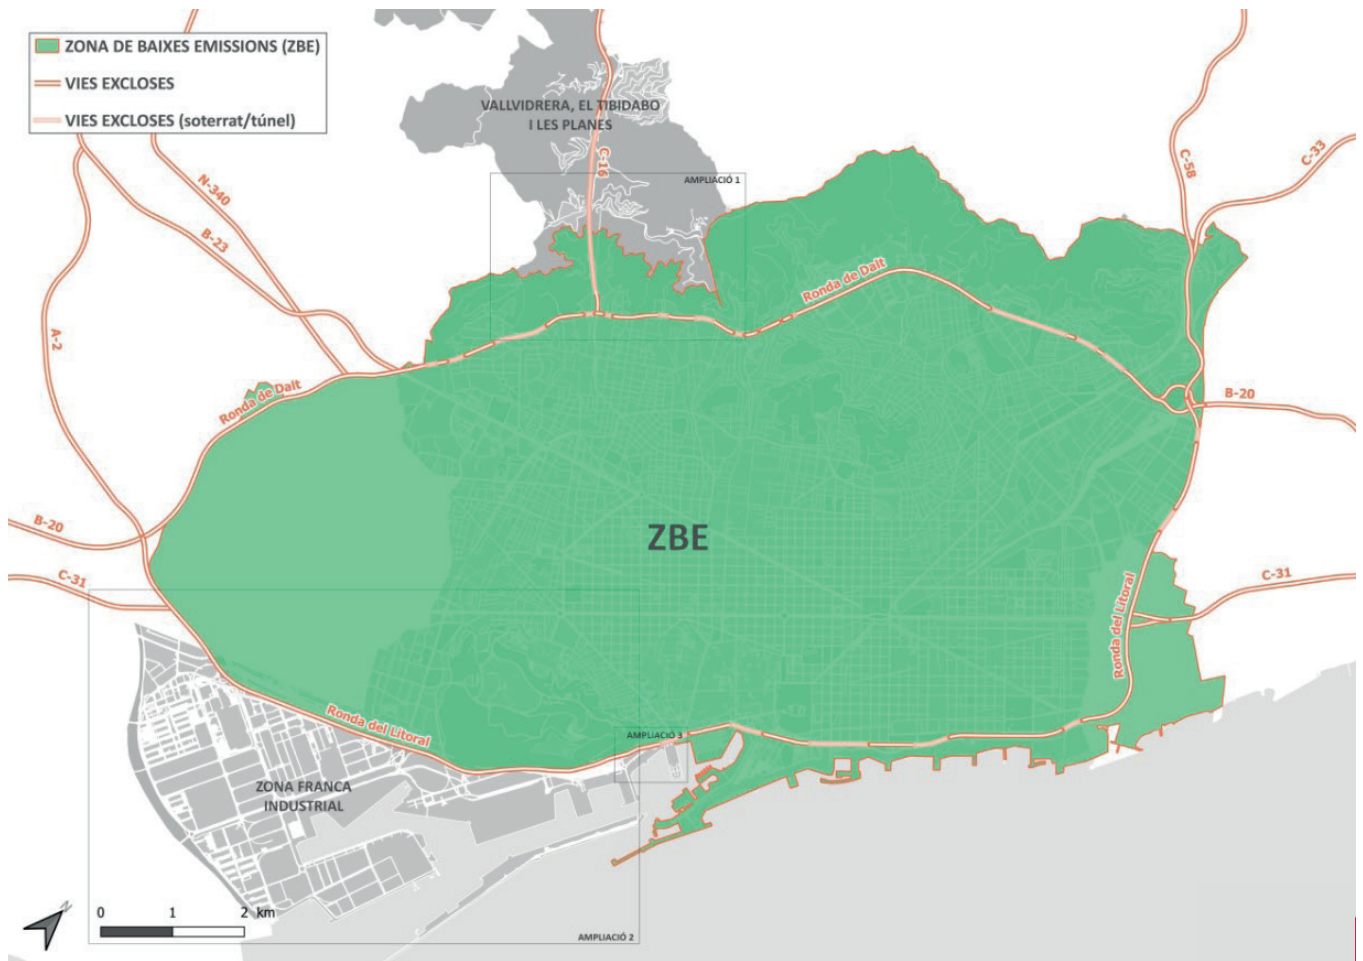 ZONA DE BAIXES EMISSIONS (ZBE)
VIES EXCLOSES
VIES EXCLOSES (soterrat/túnel)
VALLVIDRERA, EL TIBIDABO
I LES PLANES
C-16
AMPLIACIÓ 1
C-58
C-33
N-340
B-23
A-2
Ronda de Dalt
Ronda de Dalt
B-20
B-20
ZBE
C-31
C-31
Ronda del Litoral
Ronda del Litoral
AMPLIACIÓ 3
ZONA FRANCA
INDUSTRIAL
N
0 1 2 km
AMPLIACIÓ 2